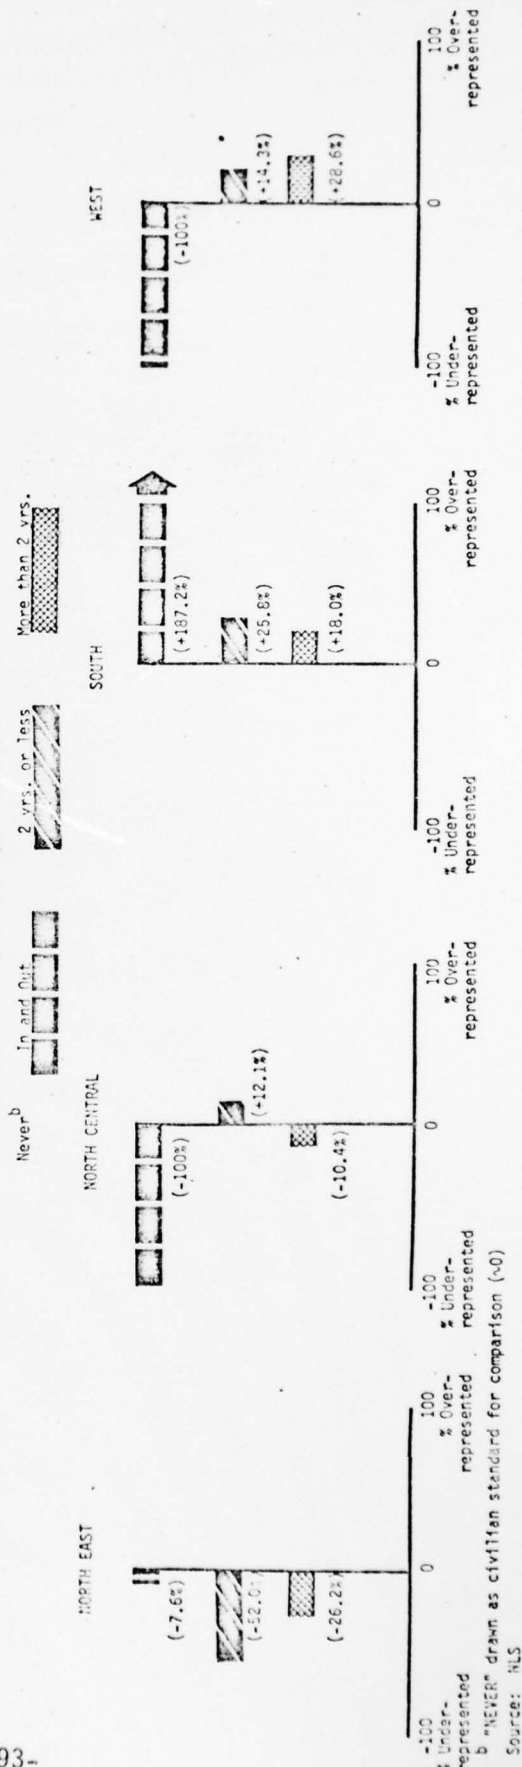 Neverᵇ
In and Out
2 yrs. or less
More than 2 vrs.
NORTH EAST
(-7.6%)
(-26.2%)
-100
0
100
% Under-
represented
% Over-
represented
NORTH CENTRAL
(-100%)
(+12.1%)
(-10.4%)
-100
0
100
% Under-
represented
% Over-
represented
SOUTH
(+187.2%)
(+25.8%)
(+18.0%)
-100
0
100
% Under-
represented
% Over-
represented
WEST
(-100%)
(+14.3%)
(+28.6%)
-100
0
100
% Under-
represented
% Over-
represented
b "NEVER" drawn as civilian standard for comparison (~0)
Source: NLS
93-